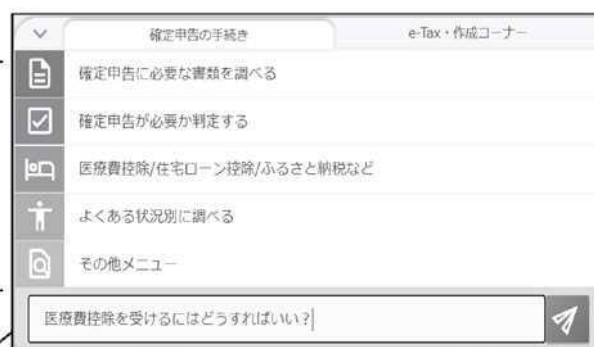 確定申告の手続き
e-Tax・作成コーナー
確定申告に必要な書類を調べる
確定申告が必要か判定する
医療費控除/住宅ローン控除/ふるさと納税など
よくある状況別に調べる
その他メニュー
医療費控除を受けるにはどうすればいい？